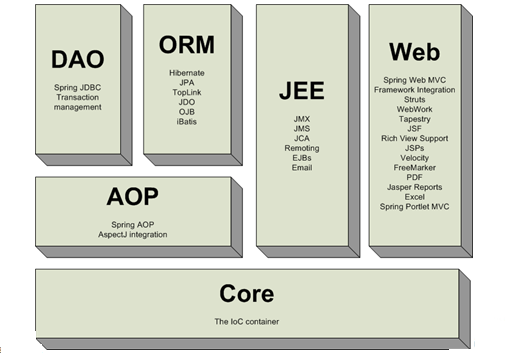 DAO
Spring JDBC
Transaction
management
ORM
Hibernate
JPA
TopLink
JDO
OJB
iBatis
JEE
JMX
JMS
JCA
Remoting
EJBs
Email
Web
Spring Web MVC
Framework Integration
Struts
WebWork
Tapestry
JSF
Rich View Support
JSPs
Velocity
FreeMarker
PDF
Jasper Reports
Excel
Spring Portlet MVC
AOP
Spring AOP
AspectJ integration
Core
The IoC container